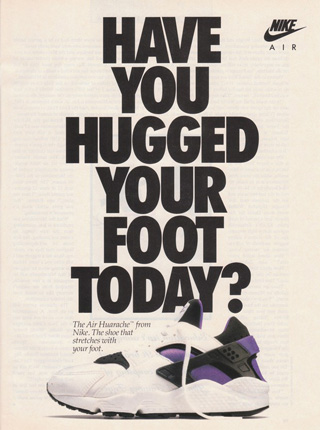 NIKE
AIR
HAVE
YOU
HUGGED
YOUR
FOOT
TODAY?
The Air Huarache™ from
Nike. The shoe that
stretches with
your foot.